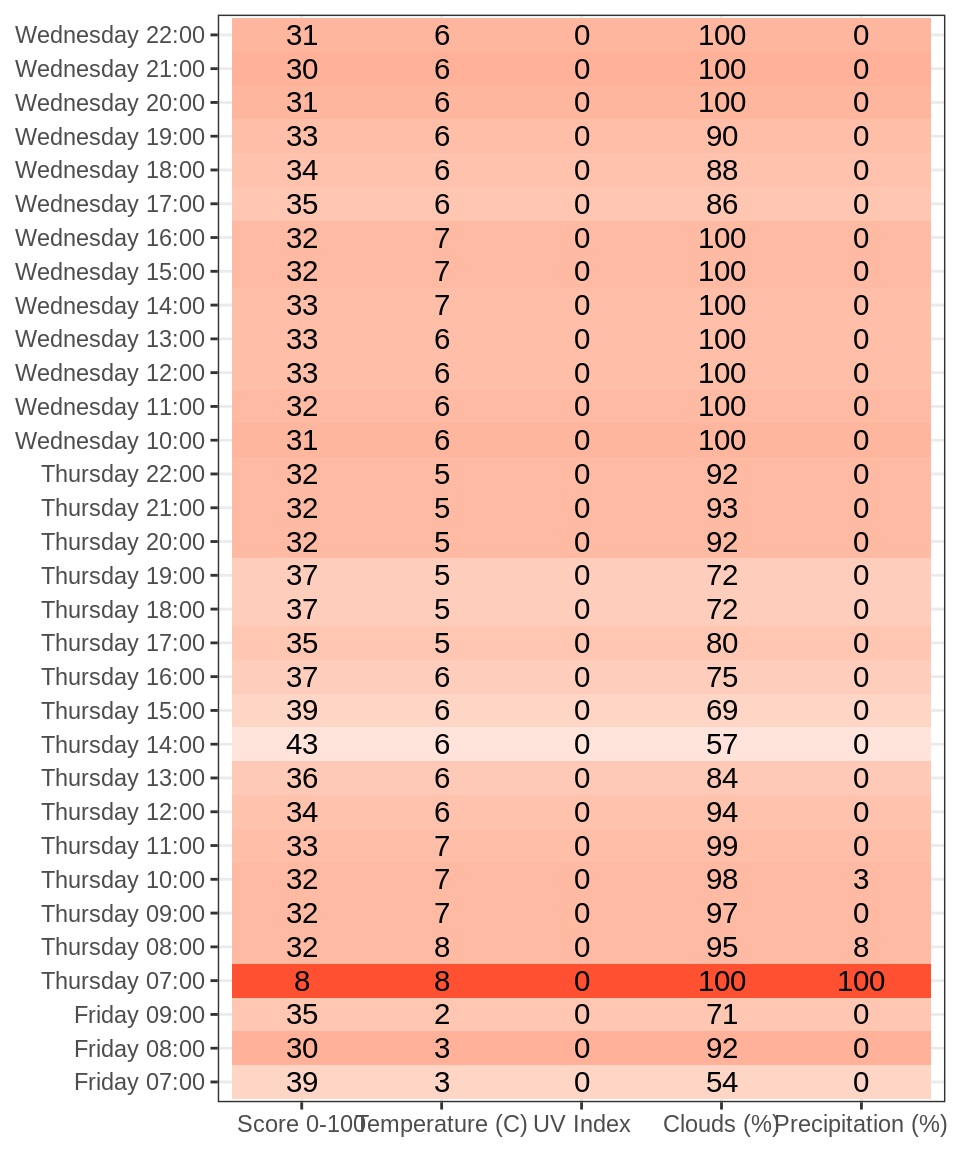 Wednesday 22:00 31 6 0 100 0
Wednesday 21:00 30 6 0 100 0
Wednesday 20:00 31 6 0 100 0
Wednesday 19:00 33 6 0 90 0
Wednesday 18:00 34 6 0 88 0
Wednesday 17:00 35 6 0 86 0
Wednesday 16:00 32 7 0 100 0
Wednesday 15:00 32 7 0 100 0
Wednesday 14:00 33 7 0 100 0
Wednesday 13:00 33 6 0 100 0
Wednesday 12:00 33 6 0 100 0
Wednesday 11:00 32 6 0 100 0
Wednesday 10:00 31 6 0 100 0
Thursday 22:00 32 5 0 92 0
Thursday 21:00 32 5 0 93 0
Thursday 20:00 32 5 0 92 0
Thursday 19:00 37 5 0 72 0
Thursday 18:00 37 5 0 72 0
Thursday 17:00 35 5 0 80 0
Thursday 16:00 37 6 0 75 0
Thursday 15:00 39 6 0 69 0
Thursday 14:00 43 6 0 57 0
Thursday 13:00 36 6 0 84 0
Thursday 12:00 34 6 0 94 0
Thursday 11:00 33 7 0 99 0
Thursday 10:00 32 7 0 98 3
Thursday 09:00 32 7 0 97 0
Thursday 08:00 32 8 0 95 8
Thursday 07:00 8 8 0 100 100
Friday 09:00 35 2 0 71 0
Friday 08:00 30 3 0 92 0
Friday 07:00 39 3 0 54 0
Score 0-100 Temperature (C) UV Index Clouds (%) Precipitation (%)